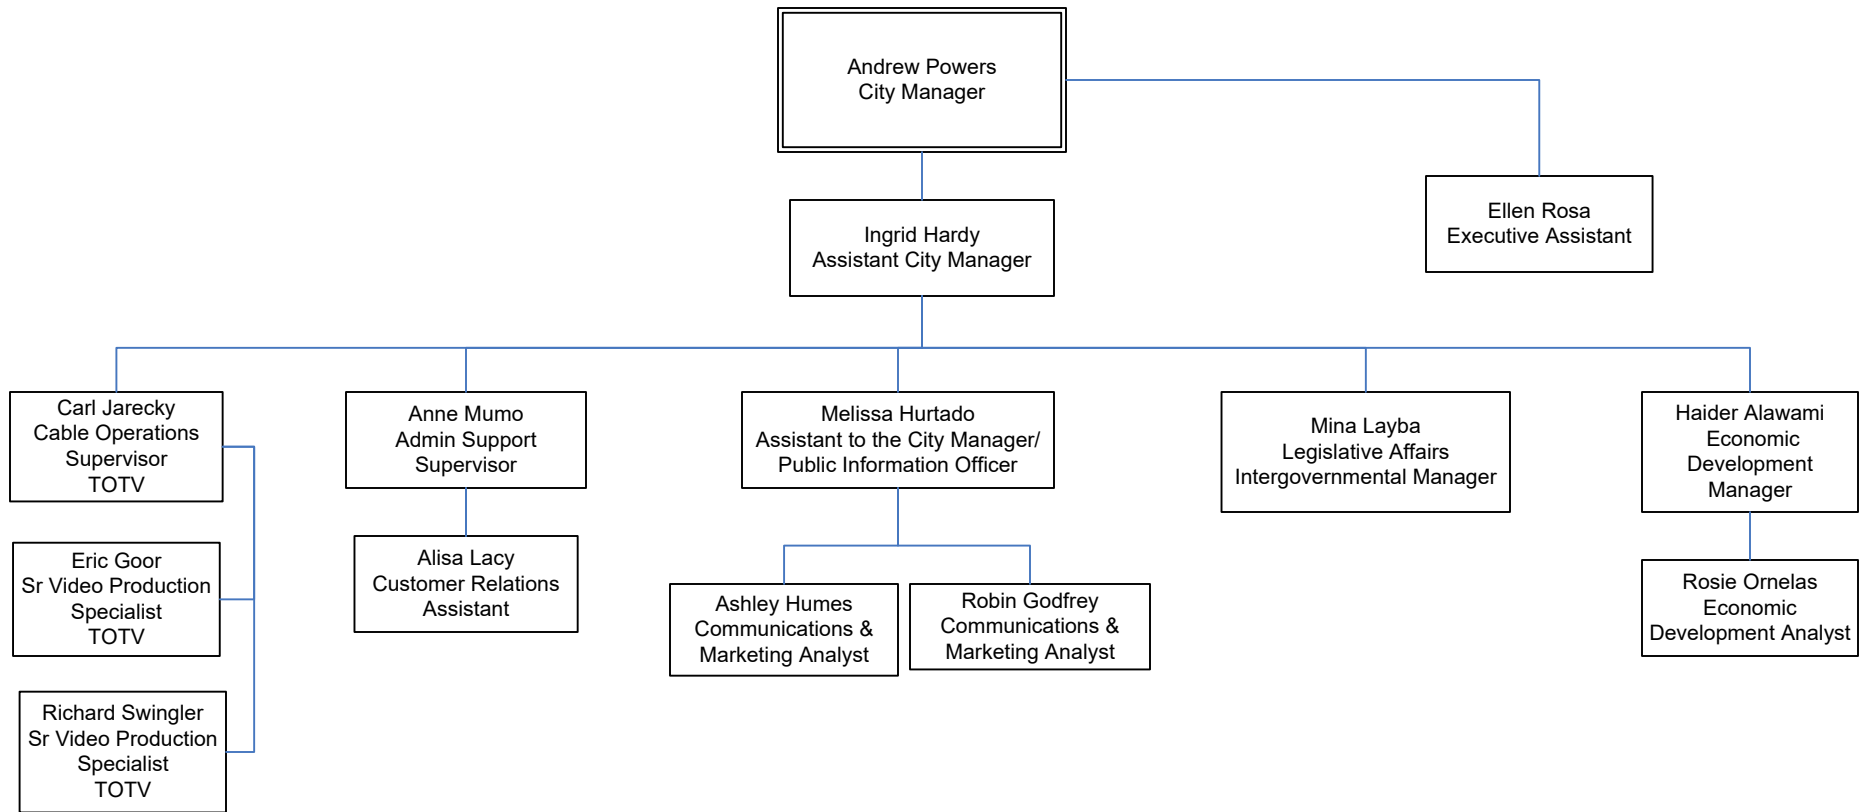 Andrew Powers
City Manager
Ellen Rosa
Executive Assistant
Ingrid Hardy
Assistant City Manager
Carl Jarecky
Cable Operations
Supervisor
TOTV
Anne Mumo
Admin Support
Supervisor
Melissa Hurtado
Assistant to the City Manager/
Public Information Officer
Mina Layba
Legislative Affairs
Intergovernmental Manager
Haider Alawami
Economic
Development
Manager
Eric Goor
Sr Video Production
Specialist
TOTV
Alisa Lacy
Customer Relations
Assistant
Ashley Humes
Communications &
Marketing Analyst
Robin Godfrey
Communications &
Marketing Analyst
Rosie Ornelas
Economic
Development Analyst
Richard Swingler
Sr Video Production
Specialist
TOTV